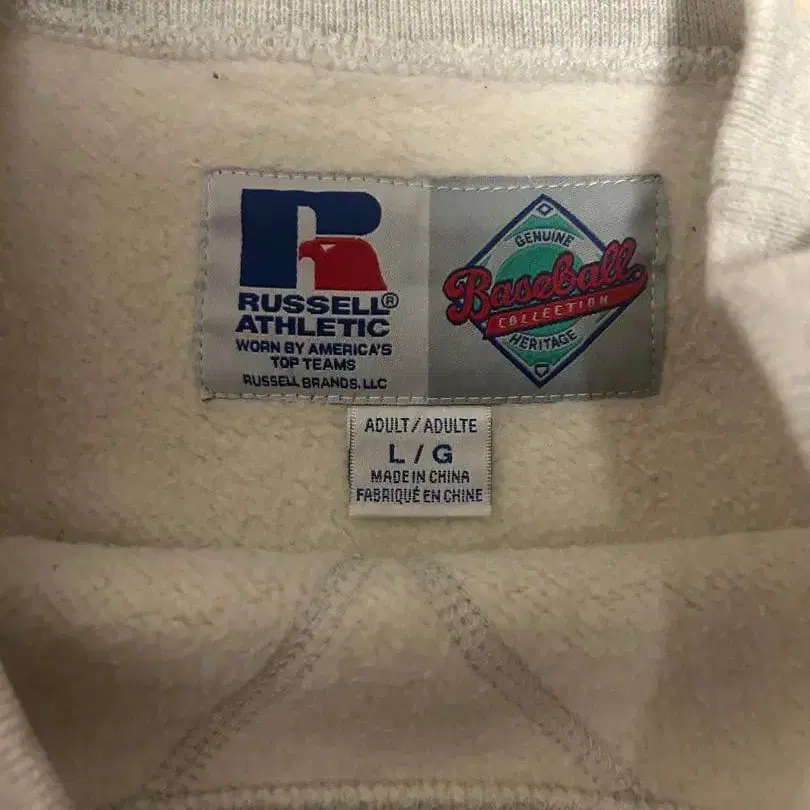 RUSSELL®
ATHLETIC
WORN BY AMERICA'S
TOP TEAMS
RUSSELL BRANDS, LLC
GENUINE
Baseball
COLLECTION
HERITAGE
ADULT / ADULTE
L / G
MADE IN CHINA
FABRIQUÉ EN CHINE